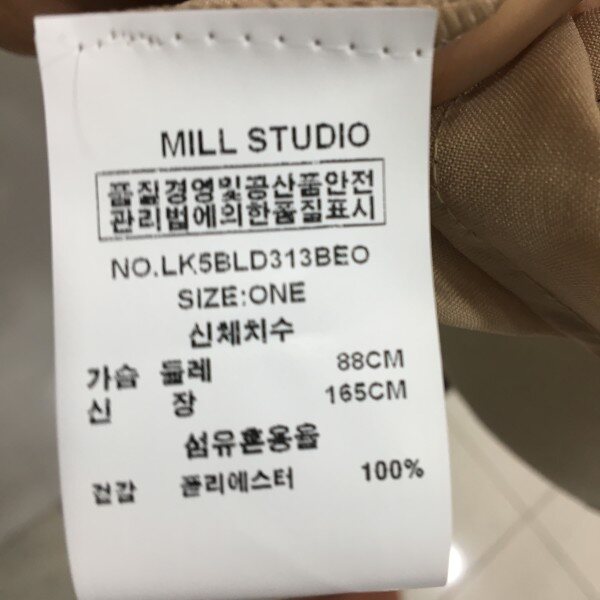 MILL STUDIO
품질경영및공산품안전
관리법에의한품질표시
NO.LK5BLD313BEO
SIZE:ONE
신체치수
가슴 둘레 88CM
신 장 165CM
섬유혼용율
겉감 폴리에스터 100%